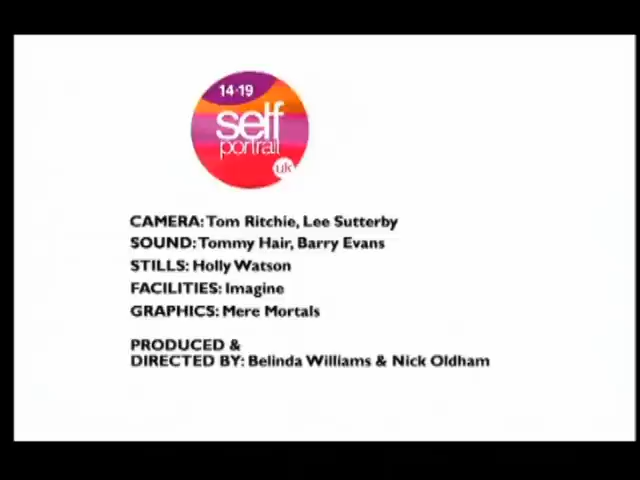 14-19
self
portrait
uk
CAMERA: Tom Ritchie, Lee Sutterby
SOUND: Tommy Hair, Barry Evans
STILLS: Holly Watson
FACILITIES: Imagine
GRAPHICS: Mere Mortals
PRODUCED &
DIRECTED BY: Belinda Williams & Nick Oldham